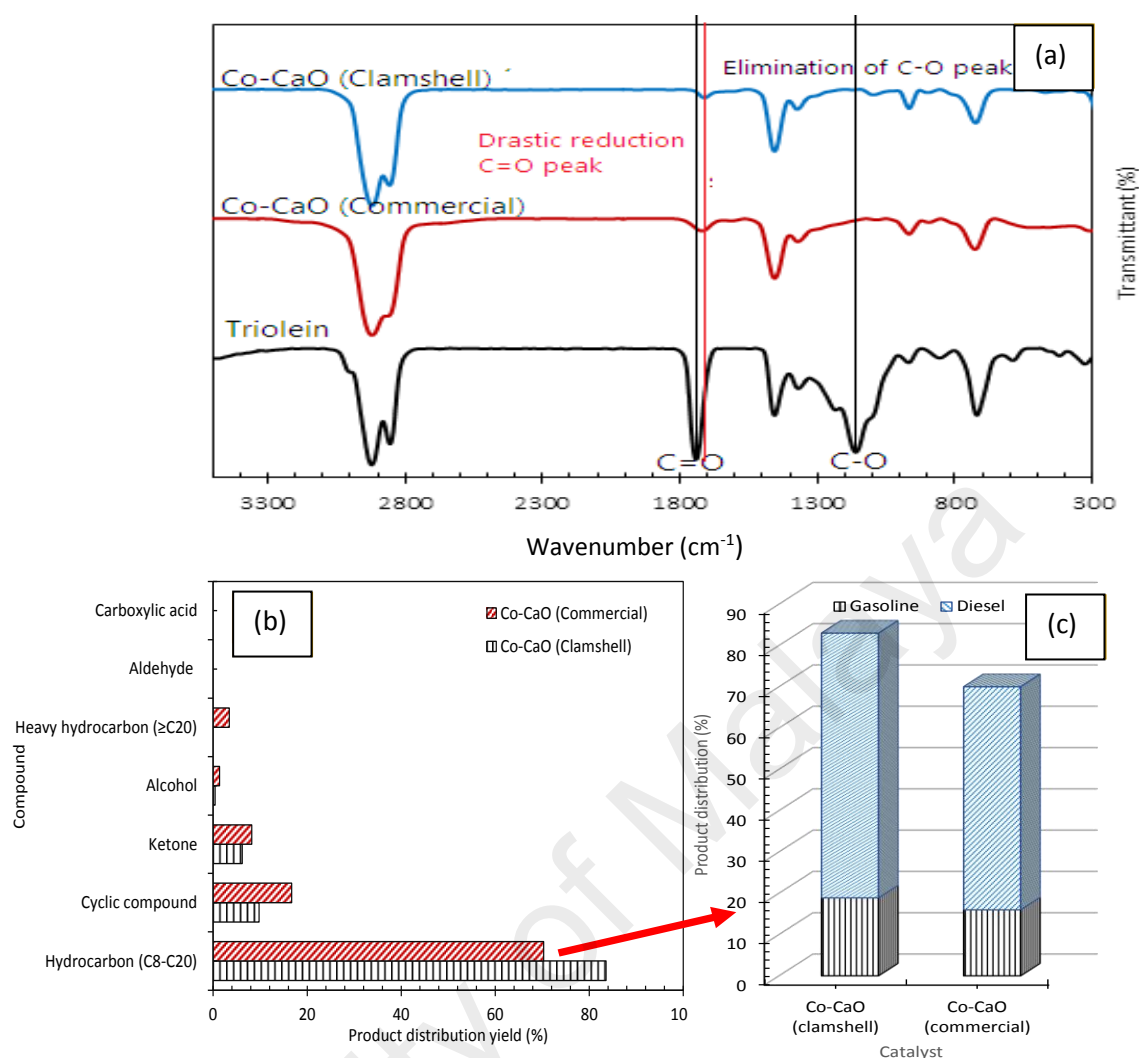 (a)
Co-CaO (Clamshell)
Elimination of C-O peak
Drastic reduction
C=O peak
Co-CaO (Commercial)
Triolein
C=O
C-O
Transmittant (%)
3300 2800 2300 1800 1300 800 300
Wavenumber (cm-1)
(b)
Co-CaO (Commercial)
Co-CaO (Clamshell)
Compound
Carboxylic acid
Aldehyde
Heavy hydrocarbon (≥C20)
Alcohol
Ketone
Cyclic compound
Hydrocarbon (C8-C20)
0 20 40 60 80 10
Product distribution yield (%)
(c)
Gasoline Diesel
Product distribution (%)
90
80
70
60
50
40
30
20
10
0
Co-CaO
(clamshell)
Co-CaO
(commercial)
Catalyst
University of Malaya